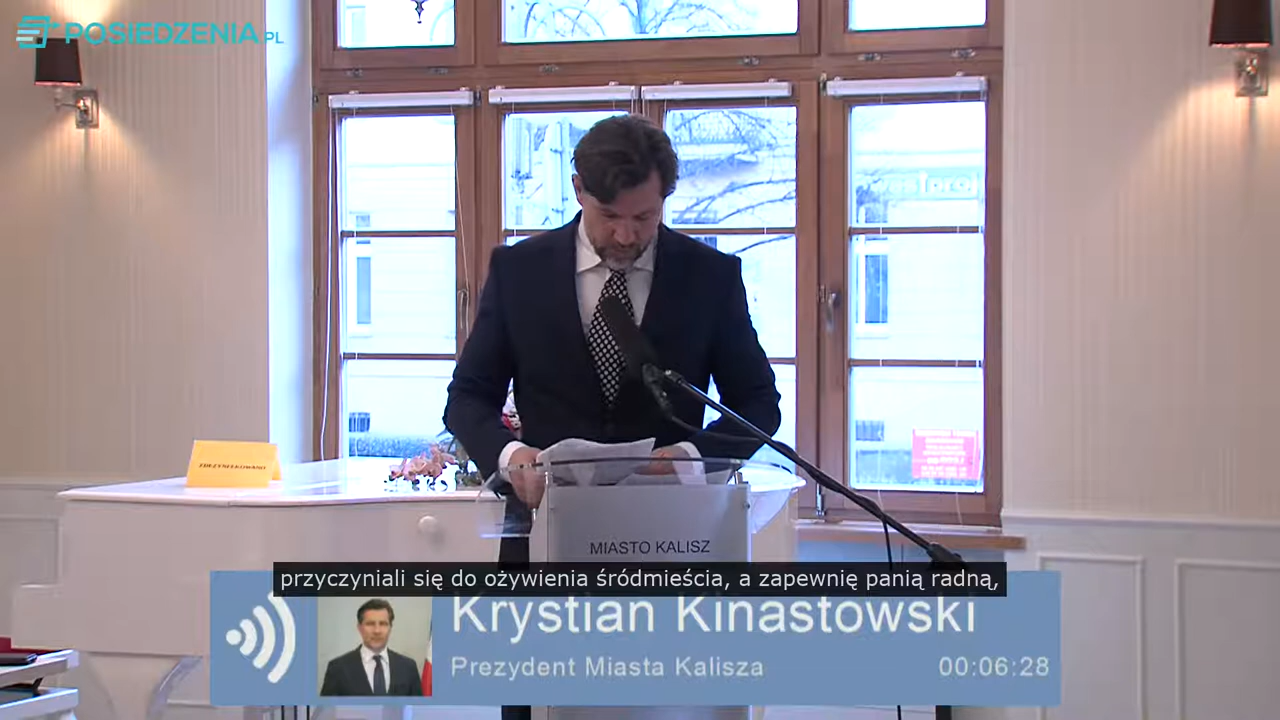 POSIEDZENIA.PL
ZDEZYNFEKOWANO
MIASTO KALISZ
przyczyniali się do ożywienia śródmieścia, a zapewnię panią radną,
Krystian Kinastowski
Prezydent Miasta Kalisza
00:06:28